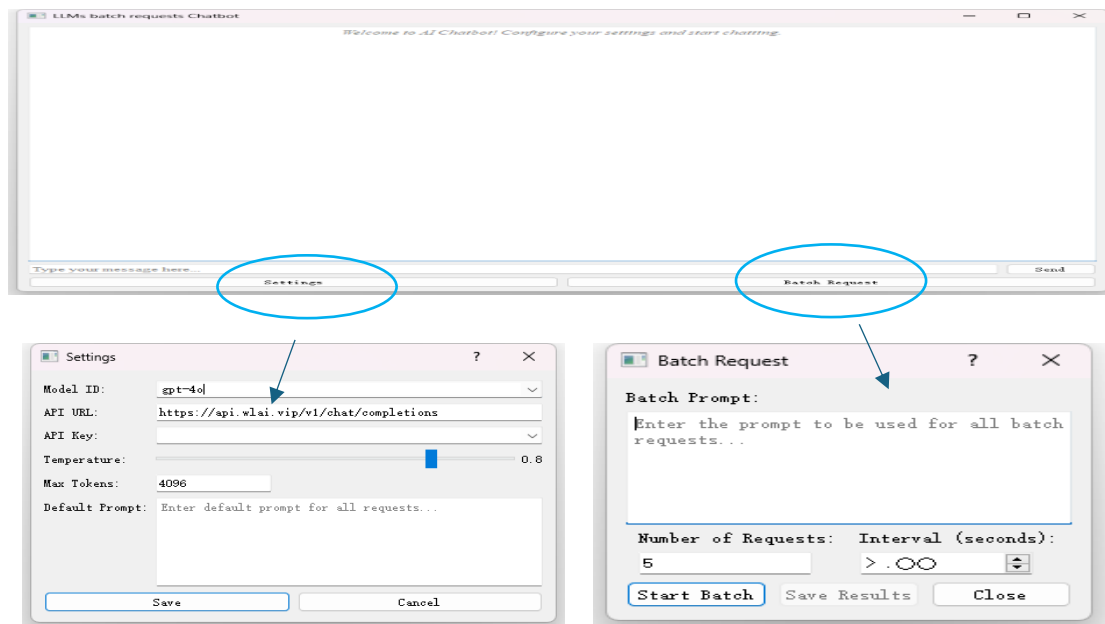 LLMs batch requests Chatbot
Welcome to AI Chatbot! Configure your settings and start chatting.
Type your message here...
Send
Settings
Batch Request
Settings
Model ID: gpt-4o
API URL: https://api.wlai.vip/v1/chat/completions
API Key:
Temperature: 0.8
Max Tokens: 4096
Default Prompt: Enter default prompt for all requests...
Save Cancel
Batch Request
Batch Prompt:
Enter the prompt to be used for all batch
requests...
Number of Requests: Interval (seconds):
5 >.00
Start Batch Save Results Close